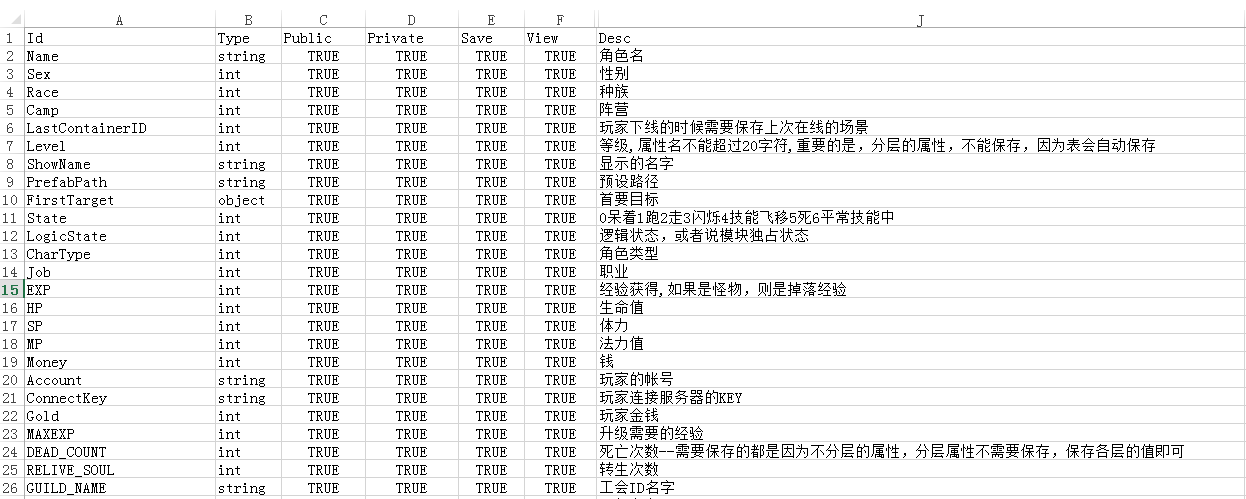 A B C D E F J
1 Id Type Public Private Save View Desc
2 Name string TRUE TRUE TRUE TRUE 角色名
3 Sex int TRUE TRUE TRUE TRUE 性别
4 Race int TRUE TRUE TRUE TRUE 种族
5 Camp int TRUE TRUE TRUE TRUE 阵营
6 LastContainerID int TRUE TRUE TRUE TRUE 玩家下线的时候需要保存上次在线的场景
7 Level int TRUE TRUE TRUE TRUE 等级,属性名不能超过20字符,重要的是，分层的属性，不能保存，因为表会自动保存
8 ShowName string TRUE TRUE TRUE TRUE 显示的名字
9 PrefabPath string TRUE TRUE TRUE TRUE 预设路径
10 FirstTarget object TRUE TRUE TRUE TRUE 首要目标
11 State int TRUE TRUE TRUE TRUE 0呆着1跑2走3闪烁4技能飞移5死6平常技能中
12 LogicState int TRUE TRUE TRUE TRUE 逻辑状态，或者说模块独占状态
13 CharType int TRUE TRUE TRUE TRUE 角色类型
14 Job int TRUE TRUE TRUE TRUE 职业
15 EXP int TRUE TRUE TRUE TRUE 经验获得,如果是怪物，则是掉落经验
16 HP int TRUE TRUE TRUE TRUE 生命值
17 SP int TRUE TRUE TRUE TRUE 体力
18 MP int TRUE TRUE TRUE TRUE 法力值
19 Money int TRUE TRUE TRUE TRUE 钱
20 Account string TRUE TRUE TRUE TRUE 玩家的帐号
21 ConnectKey string TRUE TRUE TRUE TRUE 玩家连接服务器的KEY
22 Gold int TRUE TRUE TRUE TRUE 玩家金钱
23 MAXEXP int TRUE TRUE TRUE TRUE 升级需要的经验
24 DEAD_COUNT int TRUE TRUE TRUE TRUE 死亡次数--需要保存的都是因为不分层的属性，分层属性不需要保存，保存各层的值即可
25 RELIVE_SOUL int TRUE TRUE TRUE TRUE 转生次数
26 GUILD_NAME string TRUE TRUE TRUE TRUE 工会ID名字